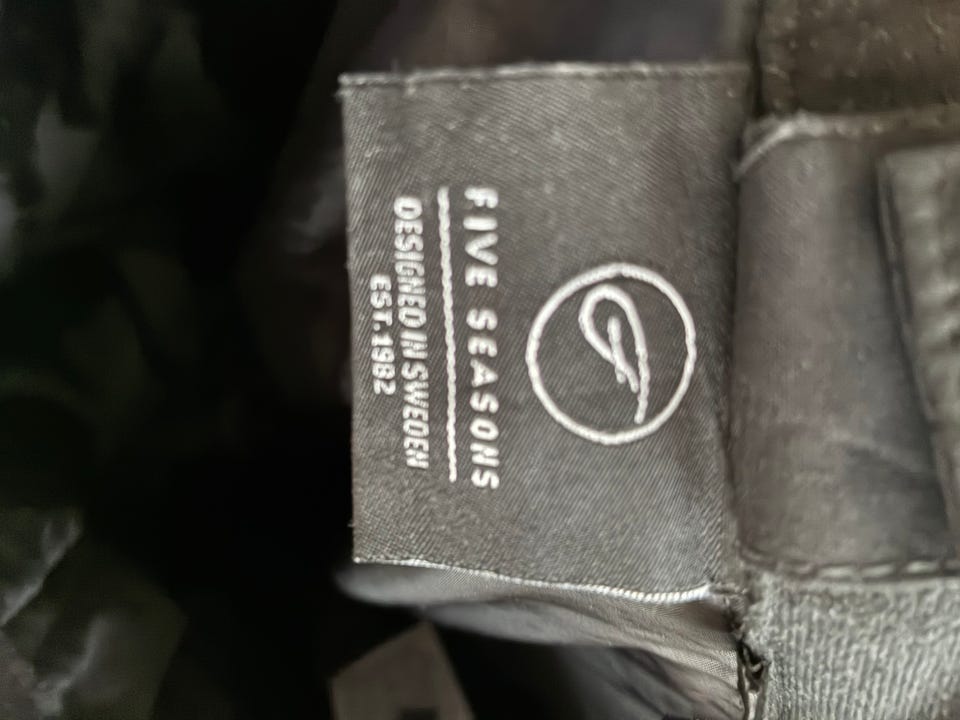 FIVE SEASONS
DESIGNED IN SWEDEN
EST.1982